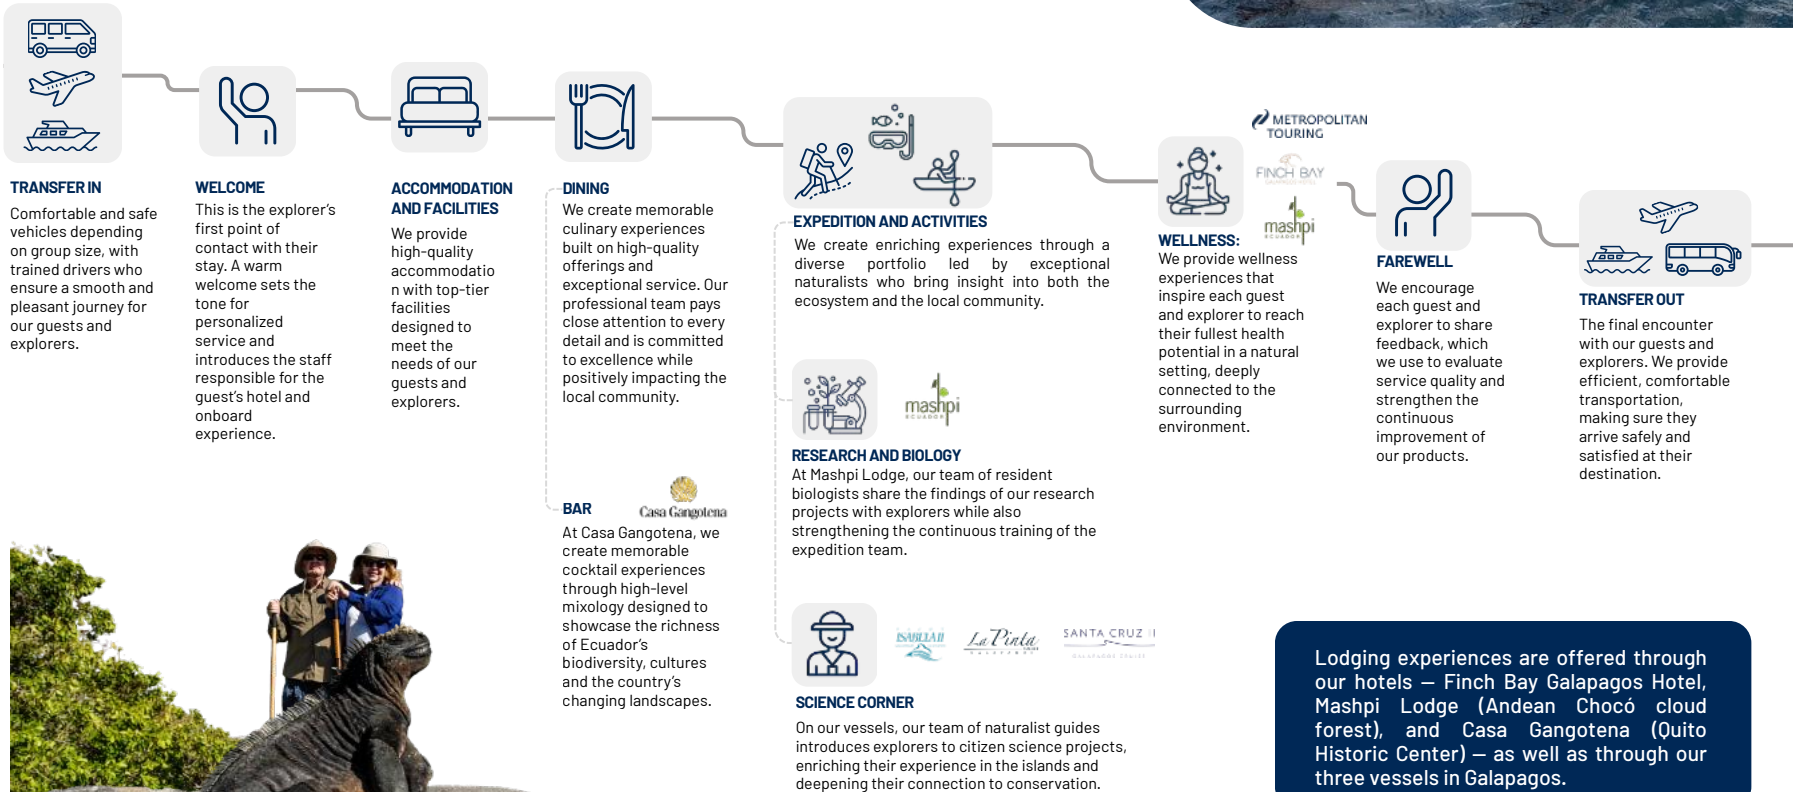 TRANSFER IN
Comfortable and safe
vehicles depending
on group size, with
trained drivers who
ensure a smooth and
pleasant journey for
our guests and
explorers.
WELCOME
This is the explorer's
first point of
contact with their
stay. A warm
welcome sets the
tone for
personalized
service and
introduces the staff
responsible for the
guest's hotel and
onboard
experience.
ACCOMMODATION
AND FACILITIES
We provide
high-quality
accommodatio
n with top-tier
facilities
designed to
meet the
needs of our
guests and
explorers.
DINING
We create memorable
culinary experiences
built on high-quality
offerings and
exceptional service. Our
professional team pays
close attention to every
detail and is committed
to excellence while
positively impacting the
local community.
BAR
Casa Gangotena
At Casa Gangotena, we
create memorable
cocktail experiences
through high-level
mixology designed to
showcase the richness
of Ecuador's
biodiversity, cultures
and the country's
changing landscapes.
EXPEDITION AND ACTIVITIES
We create enriching experiences through a
diverse portfolio led by exceptional
naturalists who bring insight into both the
ecosystem and the local community.
mashpi
ECUADOR
RESEARCH AND BIOLOGY
At Mashpi Lodge, our team of resident
biologists share the findings of our research
projects with explorers while also
strengthening the continuous training of the
expedition team.
ISABELA II
La Pinta
SANTA CRUZ II
GALAPAGOS CRUISE
SCIENCE CORNER
On our vessels, our team of naturalist guides
introduces explorers to citizen science projects,
enriching their experience in the islands and
deepening their connection to conservation.
METROPOLITAN
TOURING
FINCH BAY
mashpi
ECUADOR
WELLNESS:
We provide wellness
experiences that
inspire each guest
and explorer to reach
their fullest health
potential in a natural
setting, deeply
connected to the
surrounding
environment.
FAREWELL
We encourage
each guest and
explorer to share
feedback, which
we use to evaluate
service quality and
strengthen the
continuous
improvement of
our products.
TRANSFER OUT
The final encounter
with our guests and
explorers. We provide
efficient, comfortable
transportation,
making sure they
arrive safely and
satisfied at their
destination.
Lodging experiences are offered through
our hotels — Finch Bay Galapagos Hotel,
Mashpi Lodge (Andean Chocó cloud
forest), and Casa Gangotena (Quito
Historic Center) — as well as through our
three vessels in Galapagos.